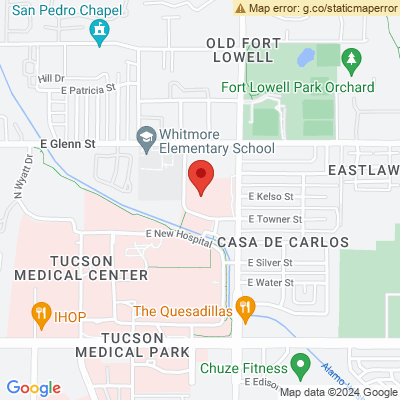 Map error: g.co/staticmaperror
San Pedro Chapel
OLD FORT
LOWELL
Hill Dr
E Patricia St
Fort Lowell Park Orchard
E Glenn St
Whitmore
Elementary School
EASTLAW
N Wyatt Dr
E Kelso St
E Towner St
E New Hospital
CASA DE CARLOS
TUCSON
MEDICAL CENTER
E Silver St
E Water St
The Quesadillas
IHOP
TUCSON
MEDICAL PARK
Chuze Fitness
Alamo
E Edison
Google
Map data ©2024 Google